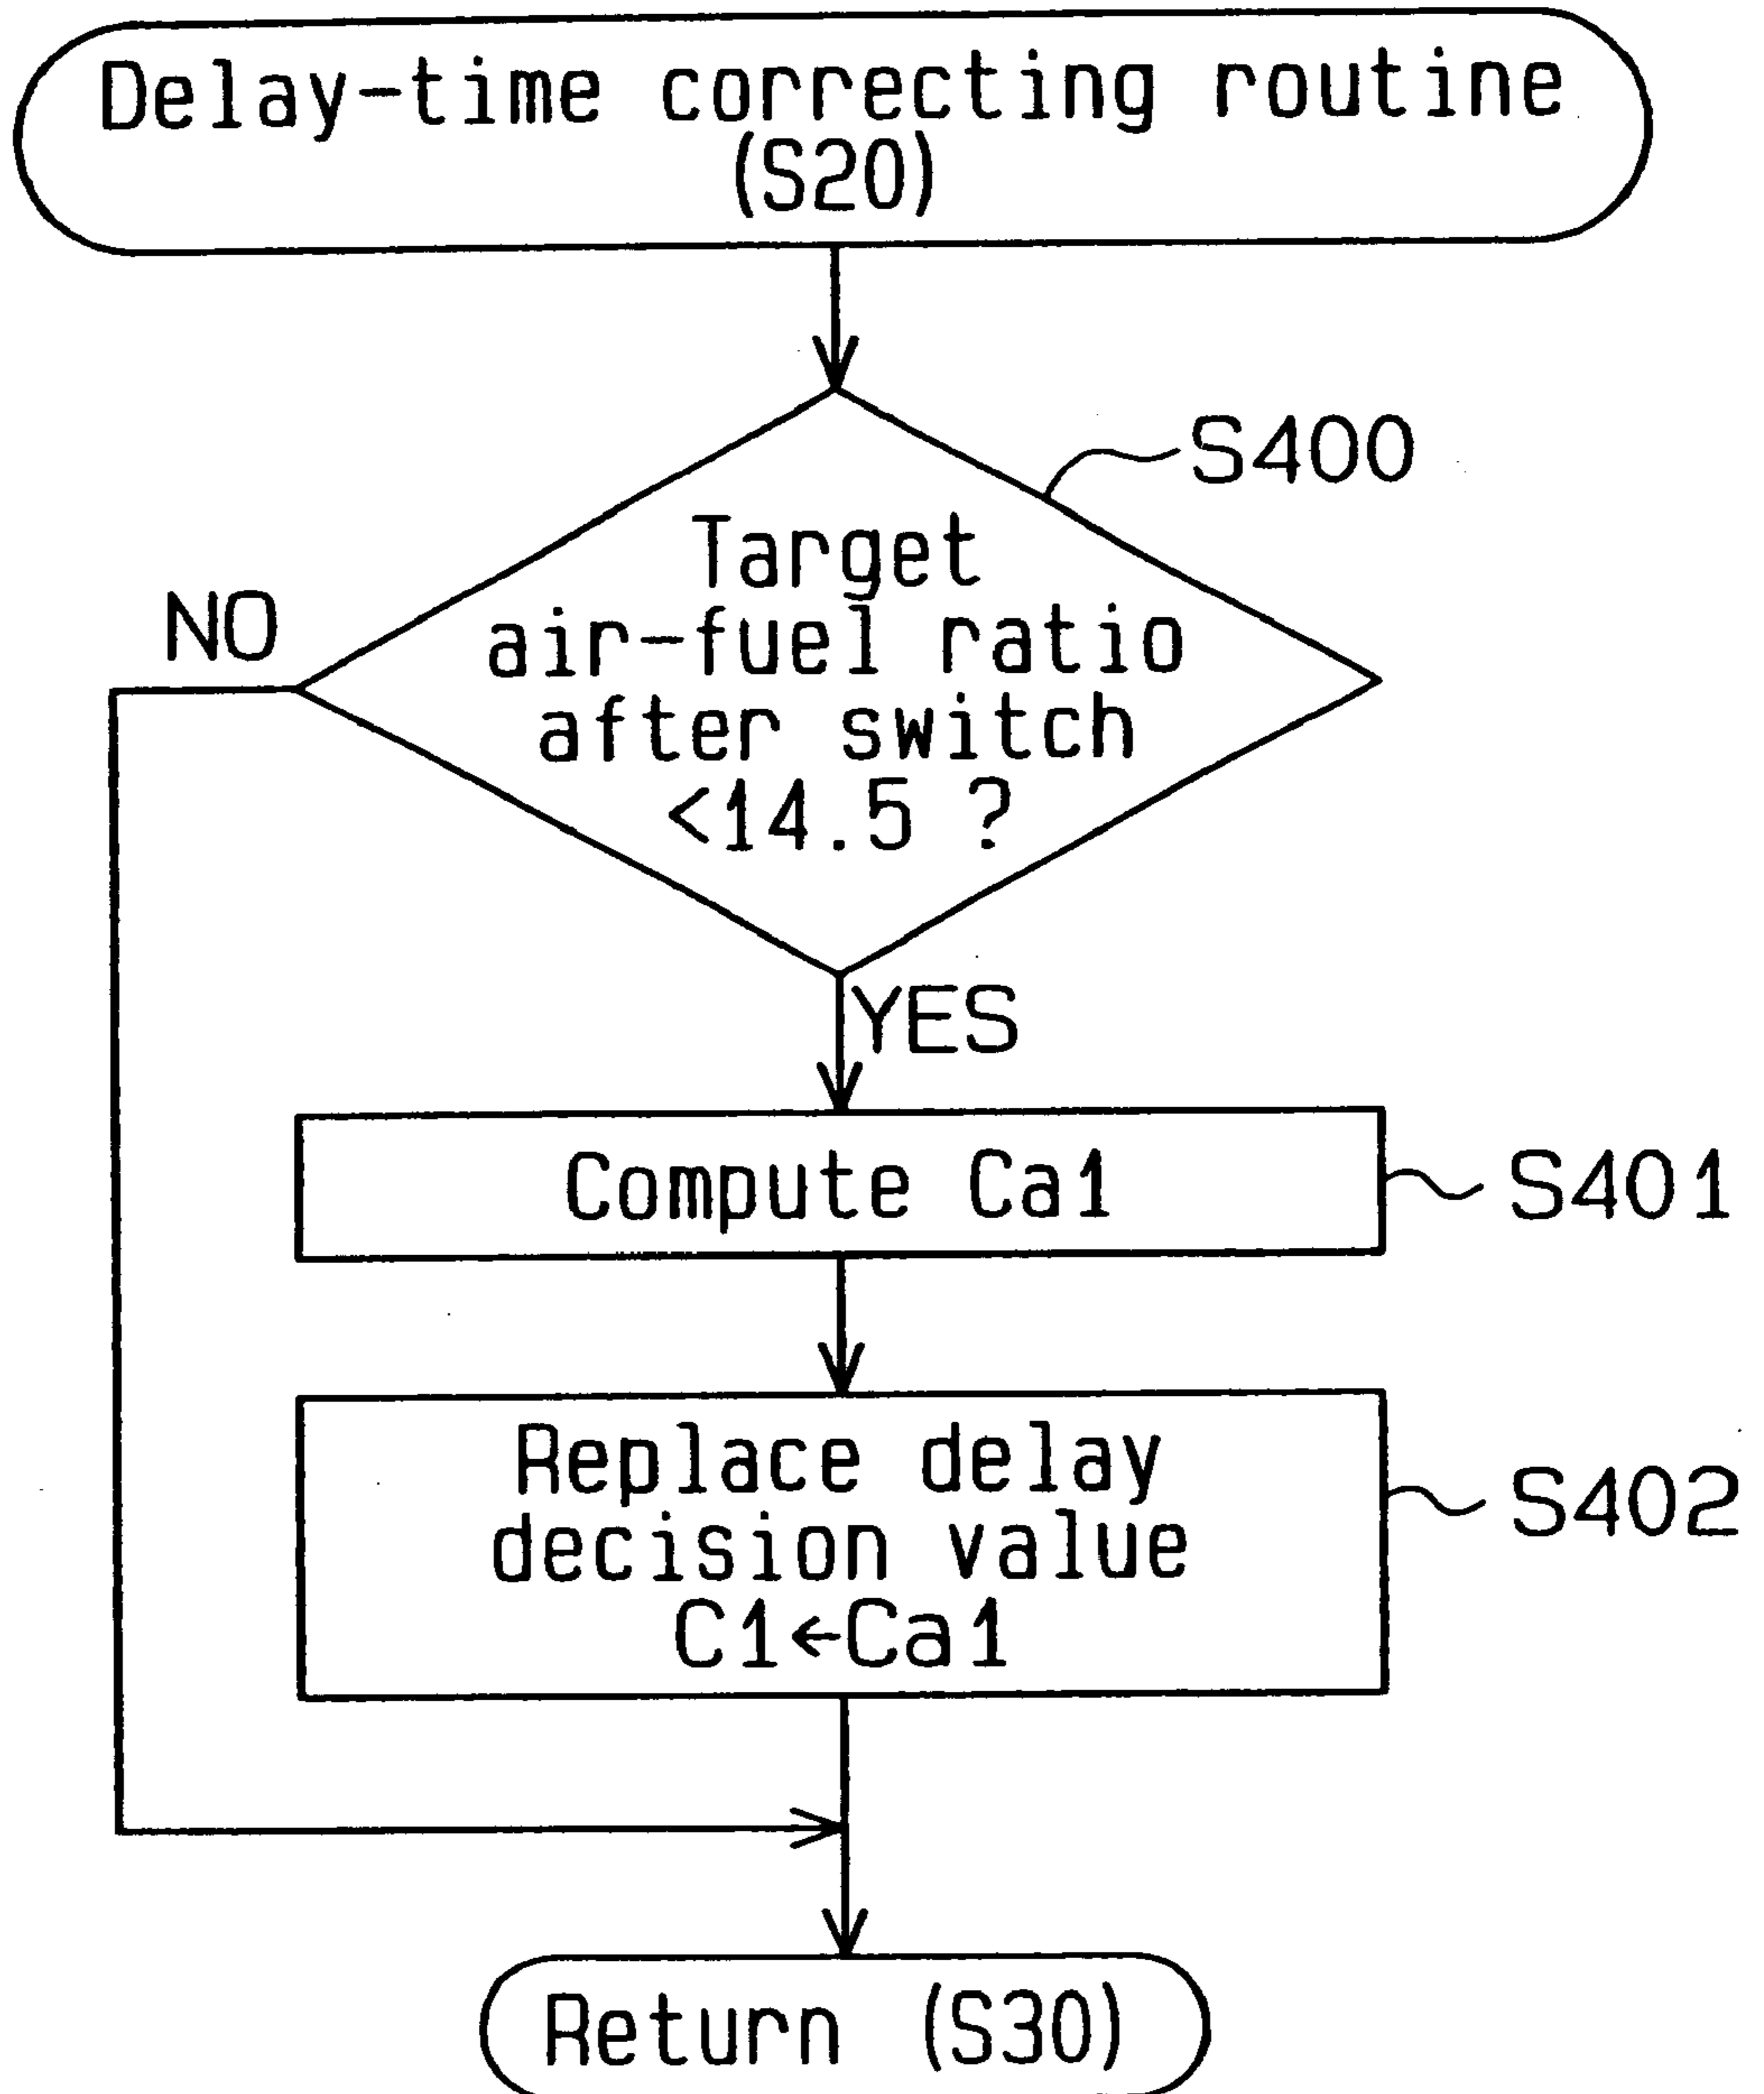 Delay-time correcting routine
(S20)
S400
Target
air-fuel ratio
after switch
<14.5 ?
NO
YES
Compute Ca1
S401
Replace delay
decision value
C1←Ca1
S402
Return (S30)